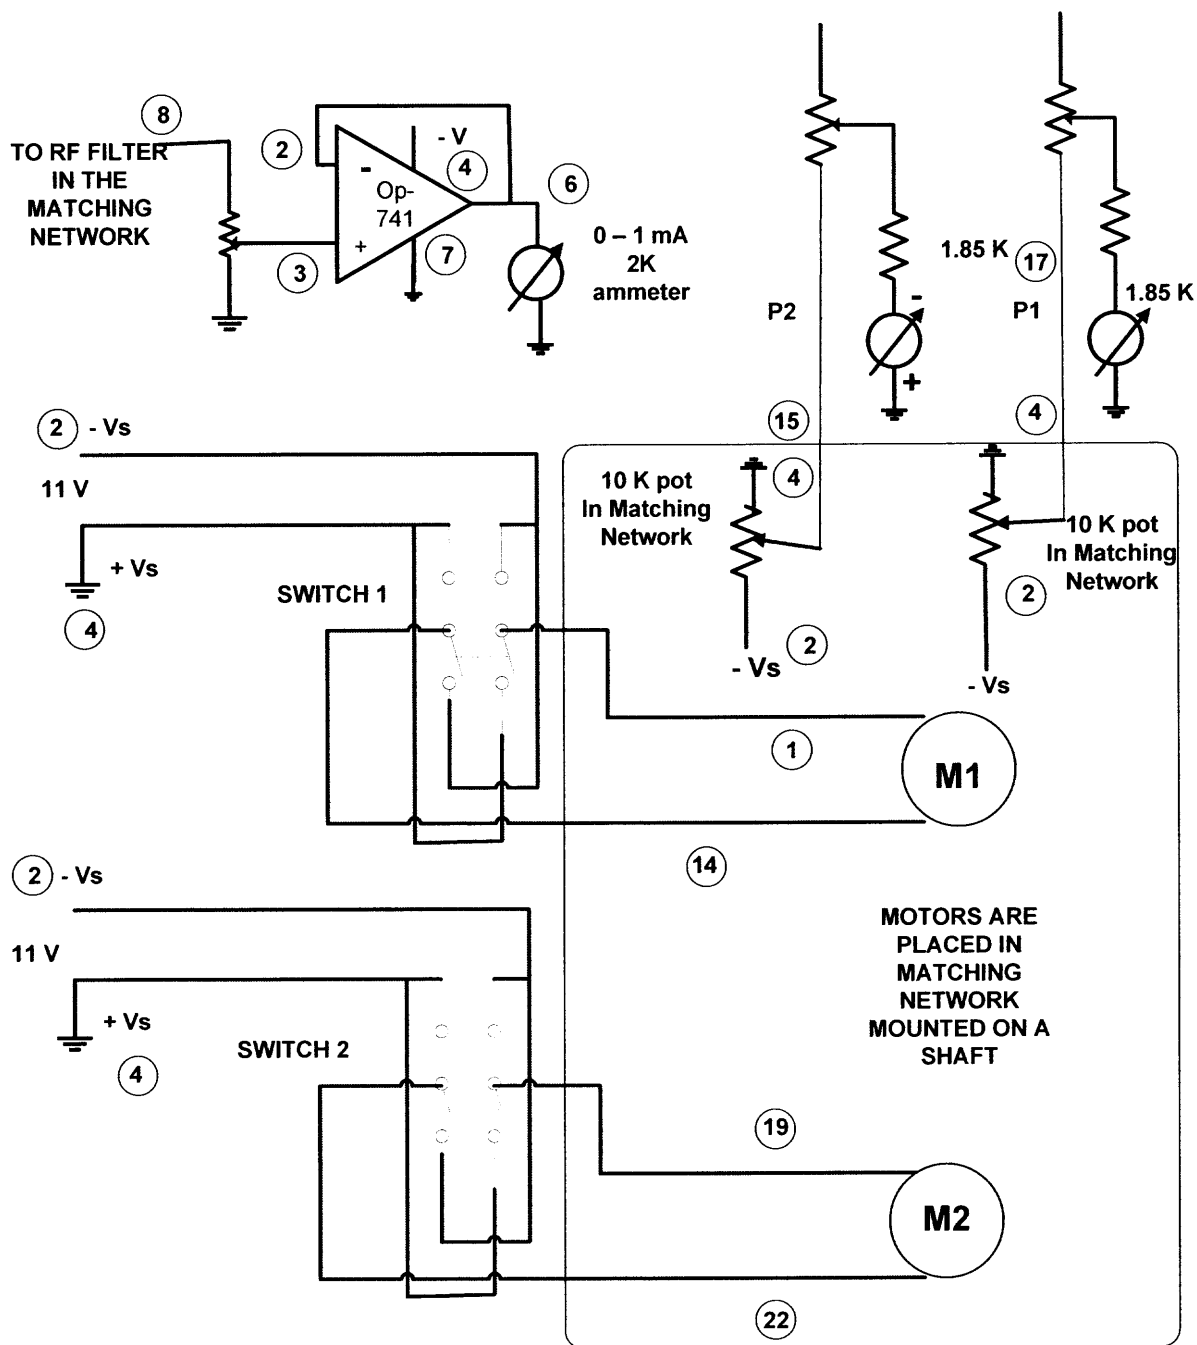 8
TO RF FILTER
IN THE
MATCHING
NETWORK
2
-
- V
4
Op-
741
+
3
7
6
0 – 1 mA
2K
ammeter
1.85 K
17
1.85 K
P2
P1
-
+
15
4
2
- Vs
11 V
+ Vs
4
SWITCH 1
10 K pot
In Matching
Network
4
10 K pot
In Matching
Network
2
2
- Vs
- Vs
1
M1
14
2
- Vs
11 V
+ Vs
4
SWITCH 2
MOTORS ARE
PLACED IN
MATCHING
NETWORK
MOUNTED ON A
SHAFT
19
M2
22